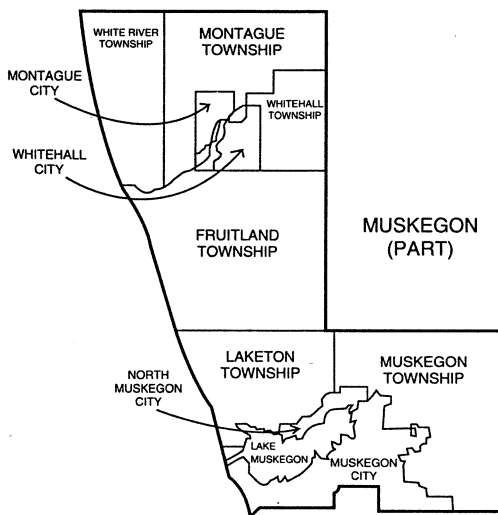 WHITE RIVER
TOWNSHIP
MONTAGUE
TOWNSHIP
MONTAGUE
CITY
WHITEHALL
TOWNSHIP
WHITEHALL
CITY
FRUITLAND
TOWNSHIP
MUSKEGON
(PART)
LAKETON
TOWNSHIP
MUSKEGON
TOWNSHIP
NORTH
MUSKEGON
CITY
LAKE
MUSKEGON
MUSKEGON
CITY